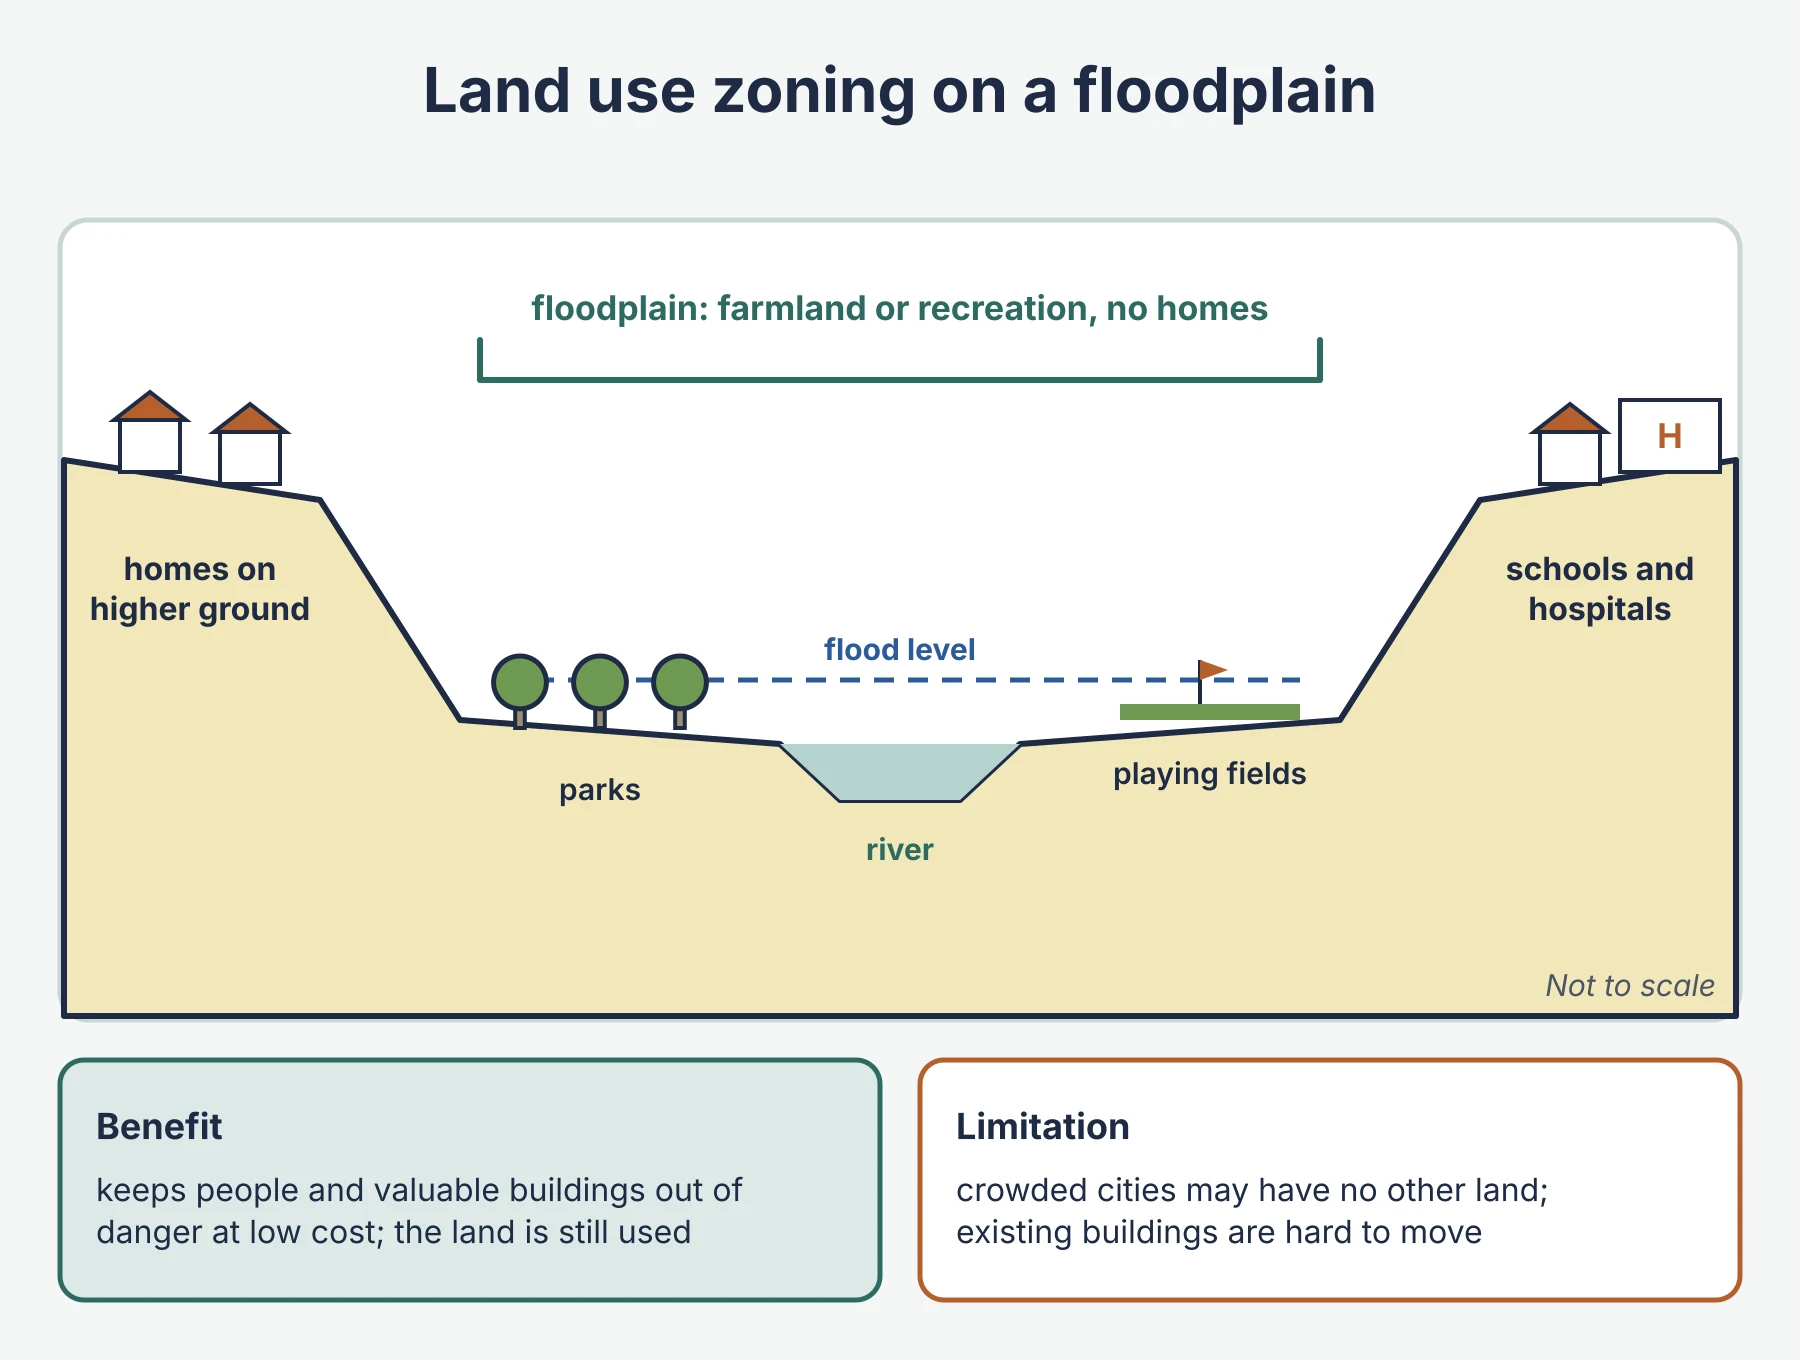 Land use zoning on a floodplain
floodplain: farmland or recreation, no homes
H
homes on
higher ground
schools and
hospitals
flood level
parks
playing fields
river
Not to scale
Benefit
keeps people and valuable buildings out of
danger at low cost; the land is still used
Limitation
crowded cities may have no other land;
existing buildings are hard to move